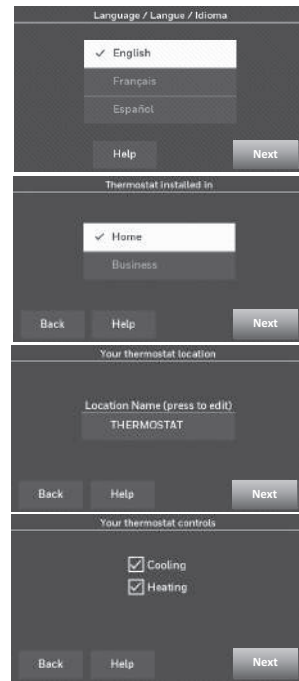 Language / Langue / Idioma
English
Français
Español
Help
Next
Thermostat installed in
Home
Business
Back
Help
Next
Your thermostat location
Location Name (press to edit)
THERMOSTAT
Back
Help
Next
Your thermostat controls
Cooling
Heating
Back
Help
Next